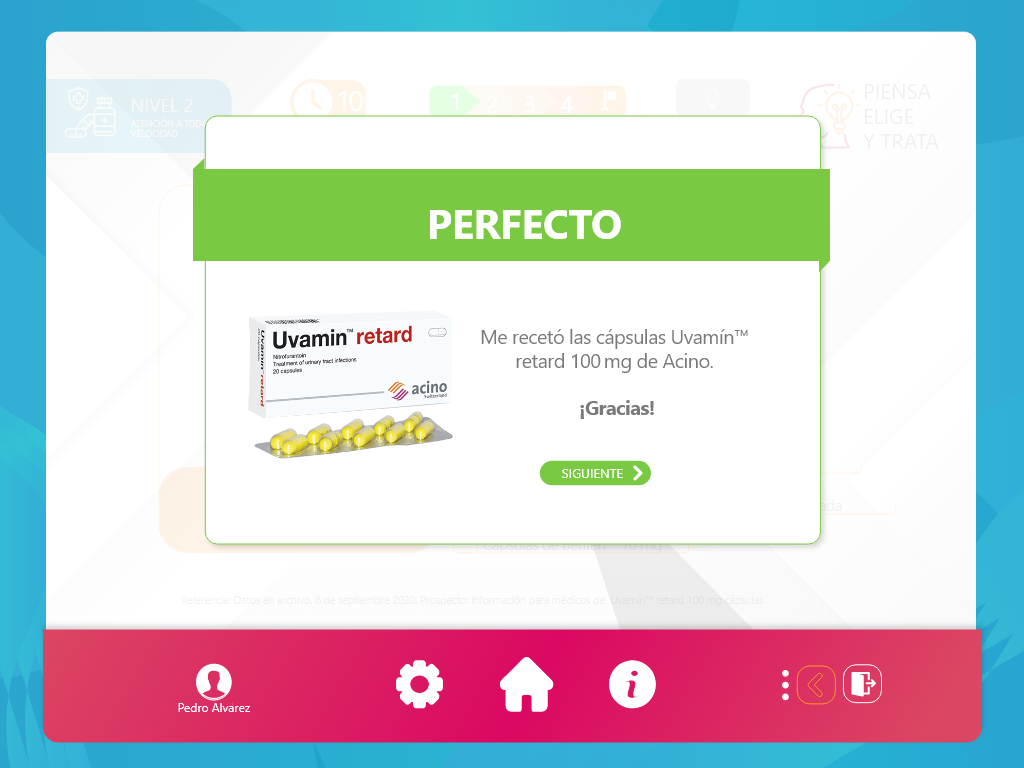 NIVEL 2
ATENCIÓN A TODA
VELOCIDAD
10
1 2 3 4
PIENSA
ELIGE
Y TRATA
PERFECTO
Uvamin™ retard
Nitrofurantoin
Treatment of urinary tract infections
20 capsules
acino
Switzerland
Uvamin™ retard
Me recetó las cápsulas Uvamín™
retard 100 mg de Acino.
¡Gracias!
SIGUIENTE
Referencia: Datos en archivo. 8 de septiembre 2020. Prospecto: Información para médicos de Uvamin™ retard 100 mg cápsulas
Pedro Alvarez